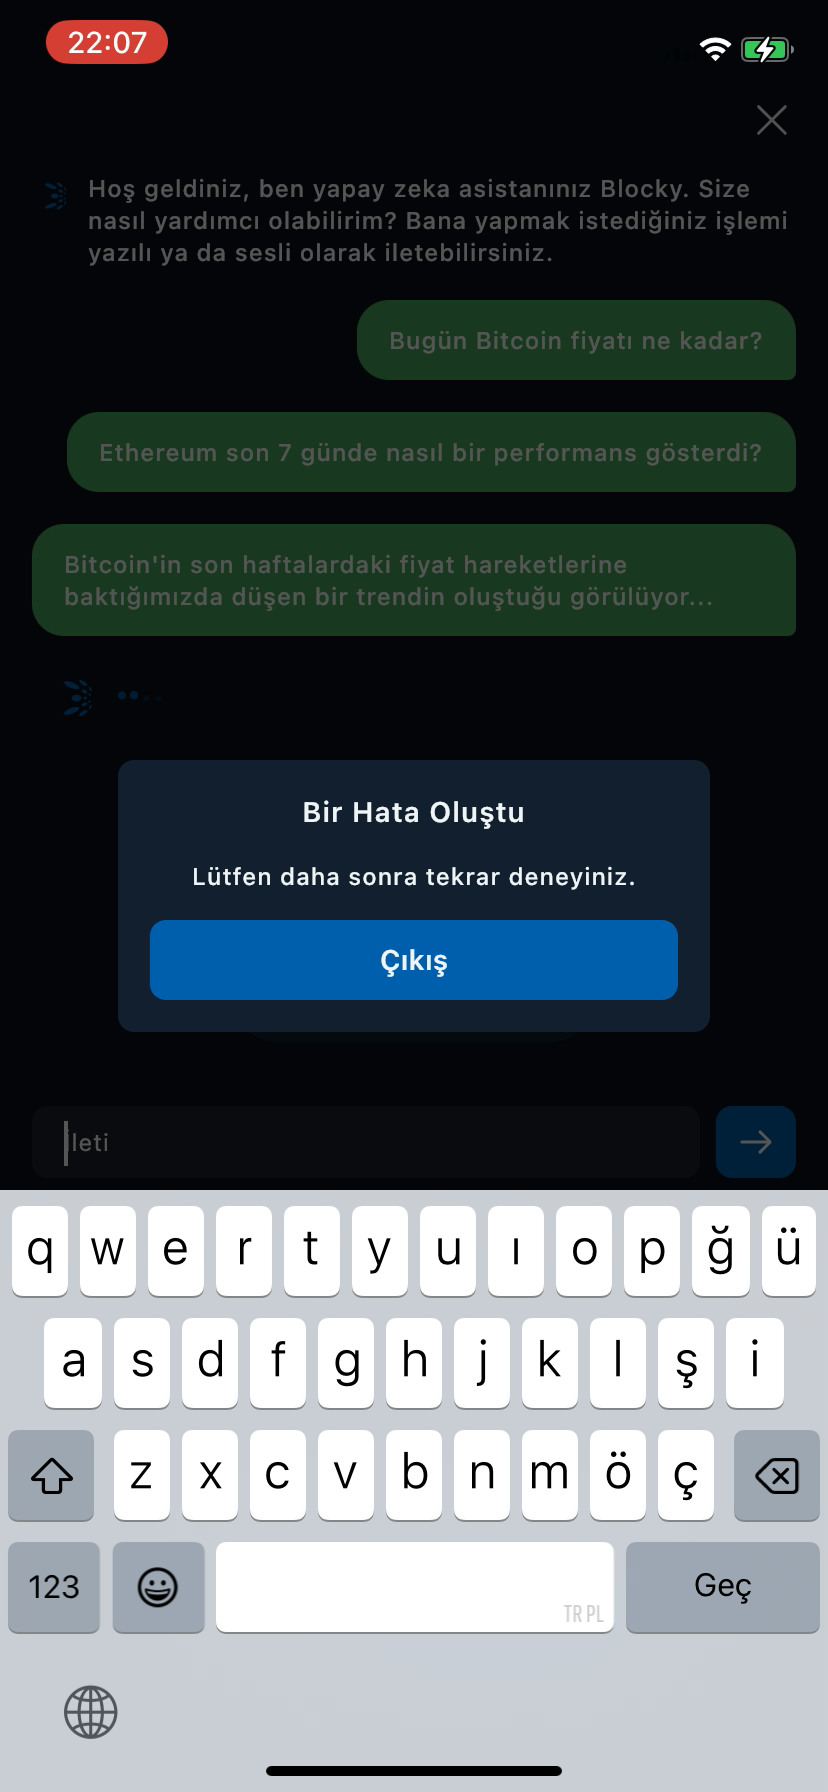 22:07
Hoş geldiniz, ben yapay zeka asistanınız Blocky. Size
nasıl yardımcı olabilirim? Bana yapmak istediğiniz işlemi
yazılı ya da sesli olarak iletebilirsiniz.
Bugün Bitcoin fiyatı ne kadar?
Ethereum son 7 günde nasıl bir performans gösterdi?
Bitcoin'in son haftalardaki fiyat hareketlerine
baktığımızda düşen bir trendin oluştuğu görülüyor...
Bir Hata Oluştu
Lütfen daha sonra tekrar deneyiniz.
Çıkış
İleti
q w e r t y u ı o p ğ ü
a s d f g h j k l ş i
z x c v b n m ö ç
123
TR PL
Geç